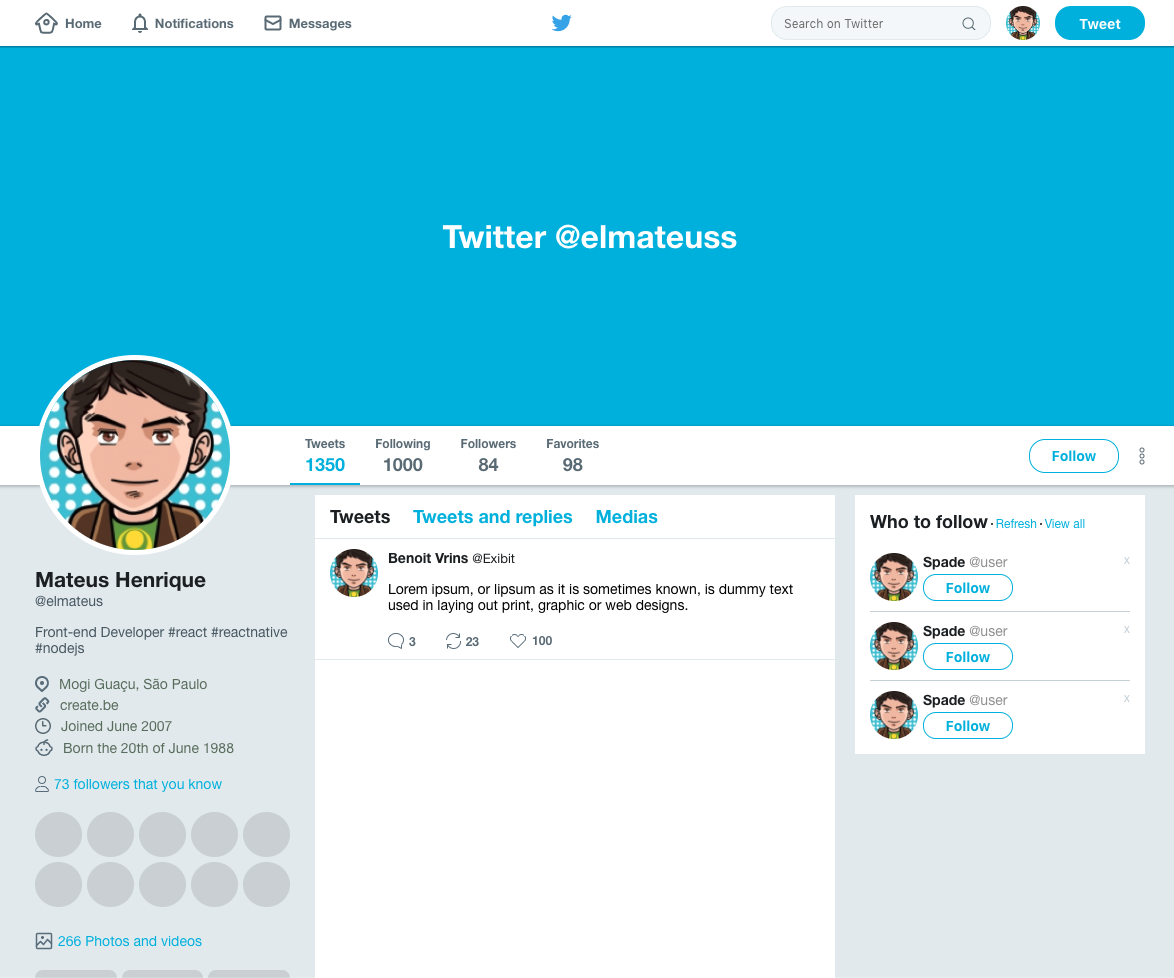 Home Notifications Messages Search on Twitter Tweet
Twitter @elmateuss
Tweets Following Followers Favorites
1350 1000 84 98
Follow
Mateus Henrique
@elmateus
Front-end Developer #react #reactnative
#nodejs
Mogi Guaçu, São Paulo
create.be
Joined June 2007
Born the 20th of June 1988
73 followers that you know
266 Photos and videos
Tweets Tweets and replies Medias
Benoit Vrins @Exibit
Lorem ipsum, or lipsum as it is sometimes known, is dummy text
used in laying out print, graphic or web designs.
3 23 100
Who to follow · Refresh · View all
Spade @user x
Follow
Spade @user x
Follow
Spade @user x
Follow